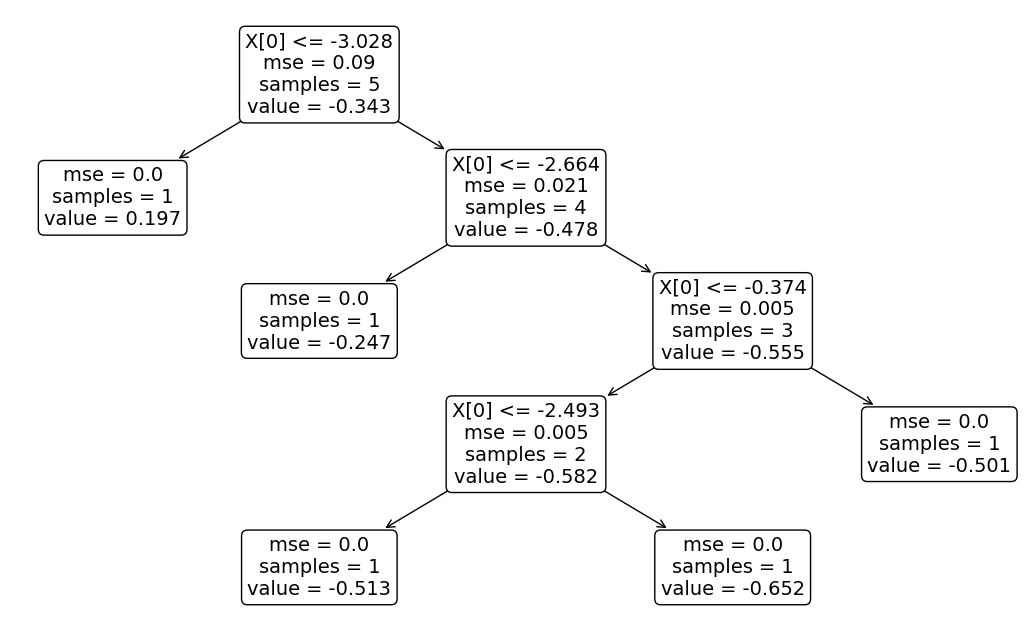 X[0] <= -3.028
mse = 0.09
samples = 5
value = -0.343
mse = 0.0
samples = 1
value = 0.197
X[0] <= -2.664
mse = 0.021
samples = 4
value = -0.478
mse = 0.0
samples = 1
value = -0.247
X[0] <= -0.374
mse = 0.005
samples = 3
value = -0.555
X[0] <= -2.493
mse = 0.005
samples = 2
value = -0.582
mse = 0.0
samples = 1
value = -0.501
mse = 0.0
samples = 1
value = -0.513
mse = 0.0
samples = 1
value = -0.652